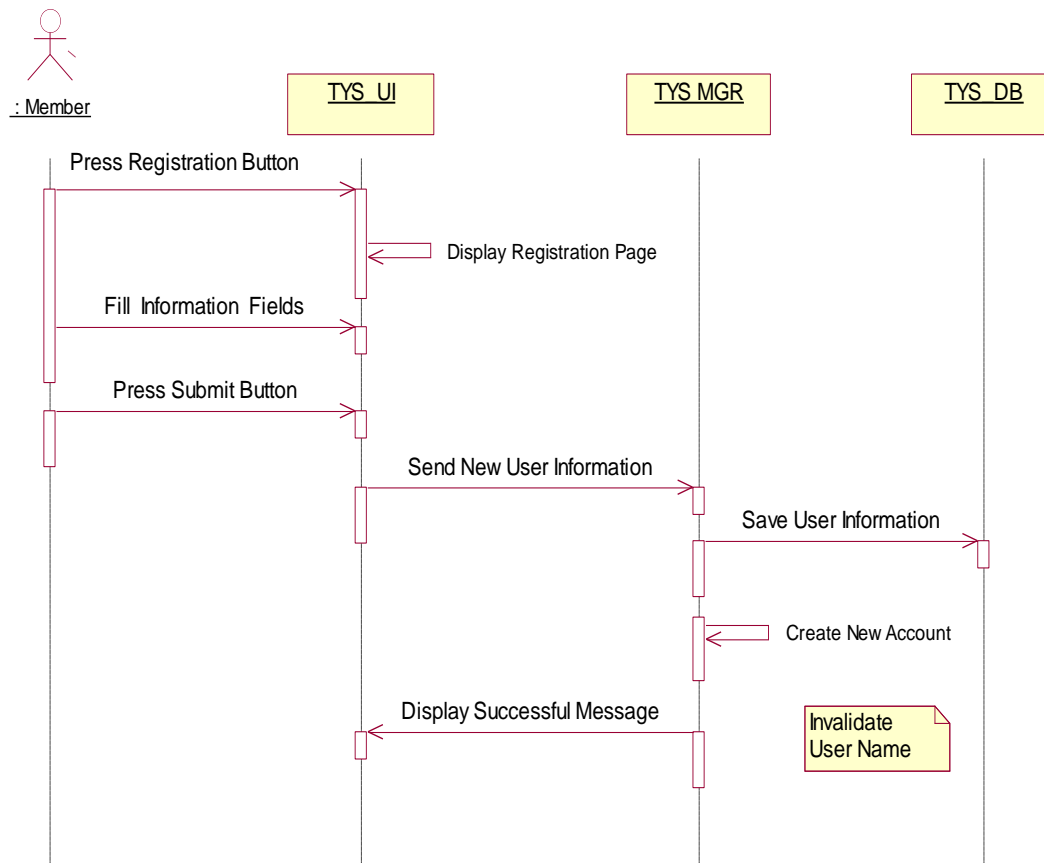 : Member
TYS_UI
TYS MGR
TYS_DB
Press Registration Button
Display Registration Page
Fill Information Fields
Press Submit Button
Send New User Information
Save User Information
Create New Account
Display Successful Message
Invalidate
User Name